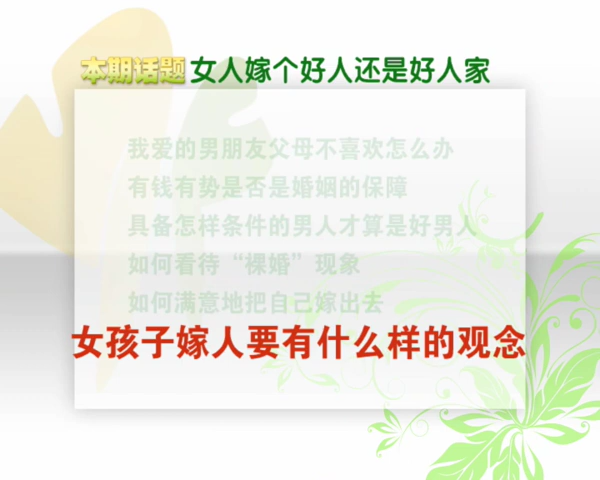 本期话题 女人嫁个好人还是好人家
我爱的男朋友父母不喜欢怎么办
有钱有势是否是婚姻的保障
具备怎样条件的男人才算是好男人
如何看待“裸婚”现象
如何满意地把自己嫁出去
女孩子嫁人要有什么样的观念